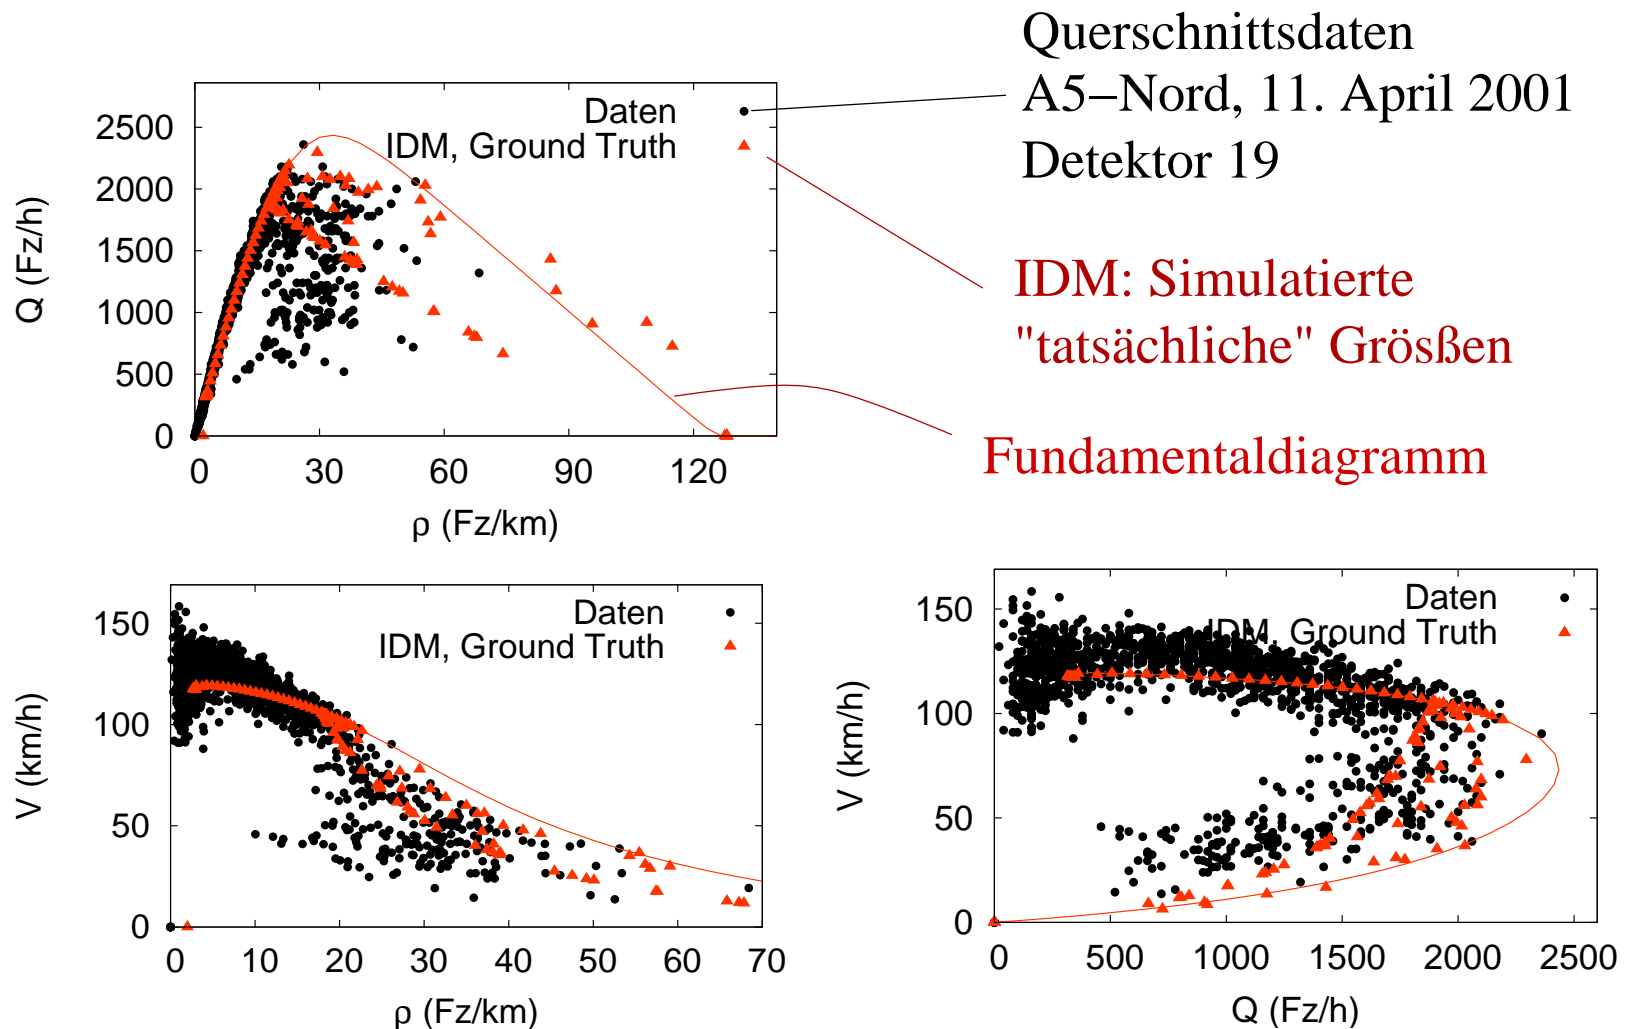 Querschnittsdaten
A5–Nord, 11. April 2001
Detektor 19
IDM: Simulatierte
"tatsächliche" Grösßen
Fundamentaldiagramm
Daten
IDM, Ground Truth
Q (Fz/h)
2500
2000
1500
1000
500
0
0 30 60 90 120
ρ (Fz/km)
Daten
IDM, Ground Truth
V (km/h)
150
100
50
0
0 10 20 30 40 50 60 70
ρ (Fz/km)
Daten
IDM, Ground Truth
V (km/h)
150
100
50
0
0 500 1000 1500 2000 2500
Q (Fz/h)